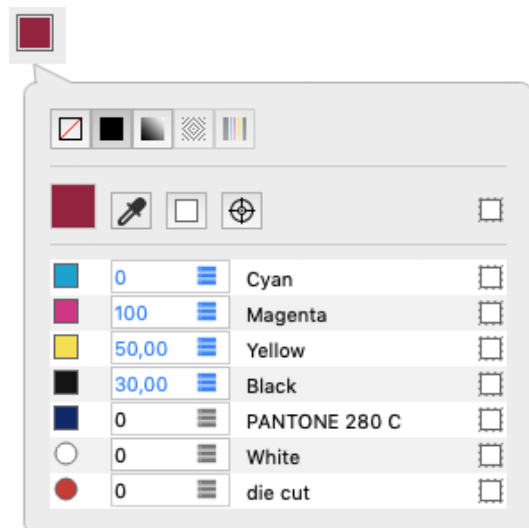 0 Cyan
100 Magenta
50,00 Yellow
30,00 Black
0 PANTONE 280 C
0 White
0 die cut